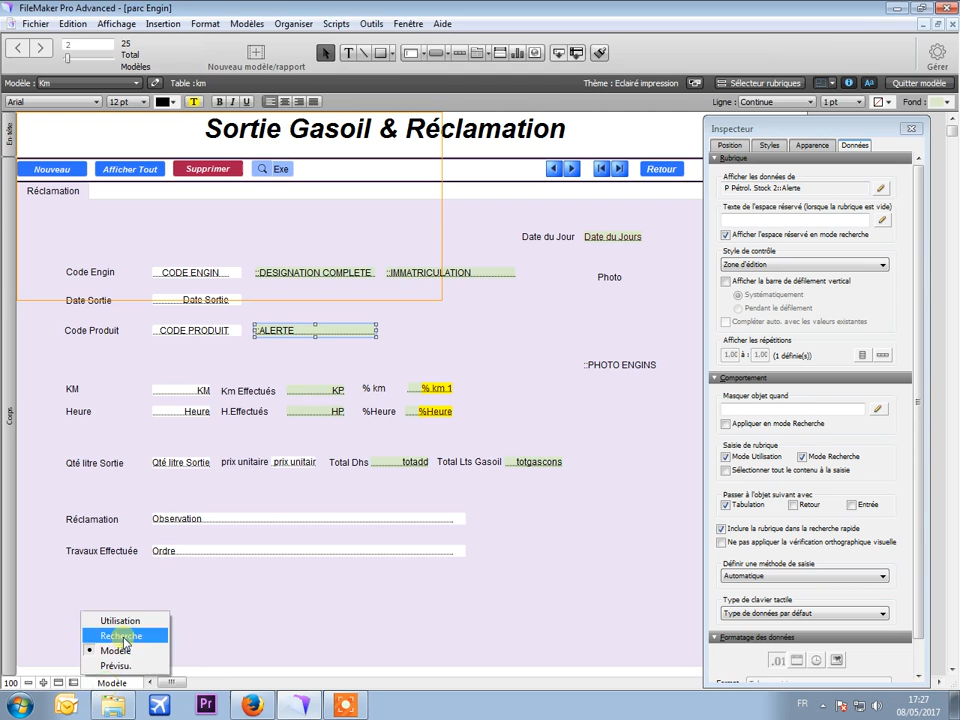 FileMaker Pro Advanced - [parc Engin]
Fichier Edition Affichage Insertion Format Modèles Organiser Scripts Outils Fenêtre Aide
2
25
Total
Modèles
Nouveau modèle/rapport
Gérer
Modèle : Km
Table : km
Thème : Eclairé impression
Sélecteur rubriques
Aa
Quitter modèle
Arial
12 pt
T
B I U
Ligne : Continue
1 pt
Fond :
En-tête
Sortie Gasoil & Réclamation
Nouveau
Afficher Tout
Supprimer
Exe
Retour
Réclamation
Date du Jour
Date du Jours
Code Engin
CODE ENGIN
::DESIGNATION COMPLETE
::IMMATRICULATION
Photo
Date Sortie
Date Sortie
Code Produit
CODE PRODUIT
::ALERTE
::PHOTO ENGINS
KM
KM
Km Effectués
KP
% km
% km 1
Heure
Heure
H.Effectués
HP
%Heure
%Heure
Corps
Qté litre Sortie
Qté litre Sortie
prix unitaire
prix unitair
Total Dhs
totadd
Total Lts Gasoil
totgascons
Réclamation
Observation
Travaux Effectuée
Ordre
Utilisation
Recherche
Modèle
Prévisu.
100
Modèle
Inspecteur
Position
Styles
Apparence
Données
Rubrique
Afficher les données de
P Pétrol. Stock 2::Alerte
Texte de l'espace réservé (lorsque la rubrique est vide)
Afficher l'espace réservé en mode recherche
Style de contrôle
Zone d'édition
Afficher la barre de défilement vertical
Systématiquement
Pendant le défilement
Compléter auto. avec les valeurs existantes
Afficher les répétitions
à :
(1 définie(s))
Comportement
Masquer objet quand
Appliquer en mode Recherche
Saisie de rubrique
Mode Utilisation
Mode Recherche
Sélectionner tout le contenu à la saisie
Passer à l'objet suivant avec
Tabulation
Retour
Entrée
Inclure la rubrique dans la recherche rapide
Ne pas appliquer la vérification orthographique visuelle
Définir une méthode de saisie
Automatique
Type de clavier tactile
Type de données par défaut
Formatage des données
.01
Pr
FR
17:27
08/05/2017